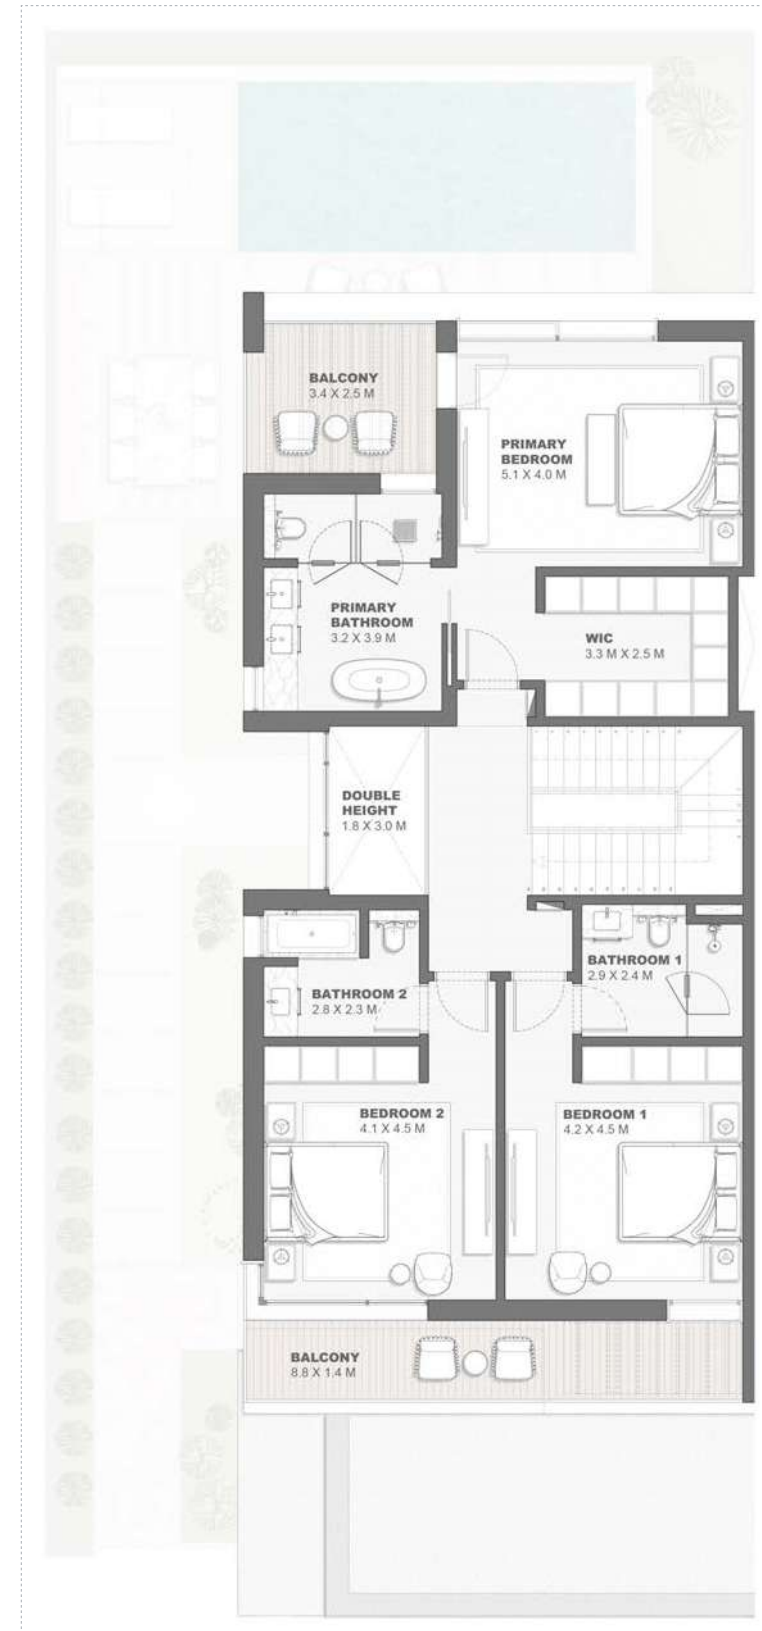 BALCONY
3.4 X 2.5 M
PRIMARY
BEDROOM
5.1 X 4.0 M
PRIMARY
BATHROOM
3.2 X 3.9 M
WIC
3.3 M X 2.5 M
DOUBLE
HEIGHT
1.8 X 3.0 M
BATHROOM 1
2.9 X 2.4 M
BATHROOM 2
2.8 X 2.3 M
BEDROOM 2
4.1 X 4.5 M
BEDROOM 1
4.2 X 4.5 M
BALCONY
8.8 X 1.4 M